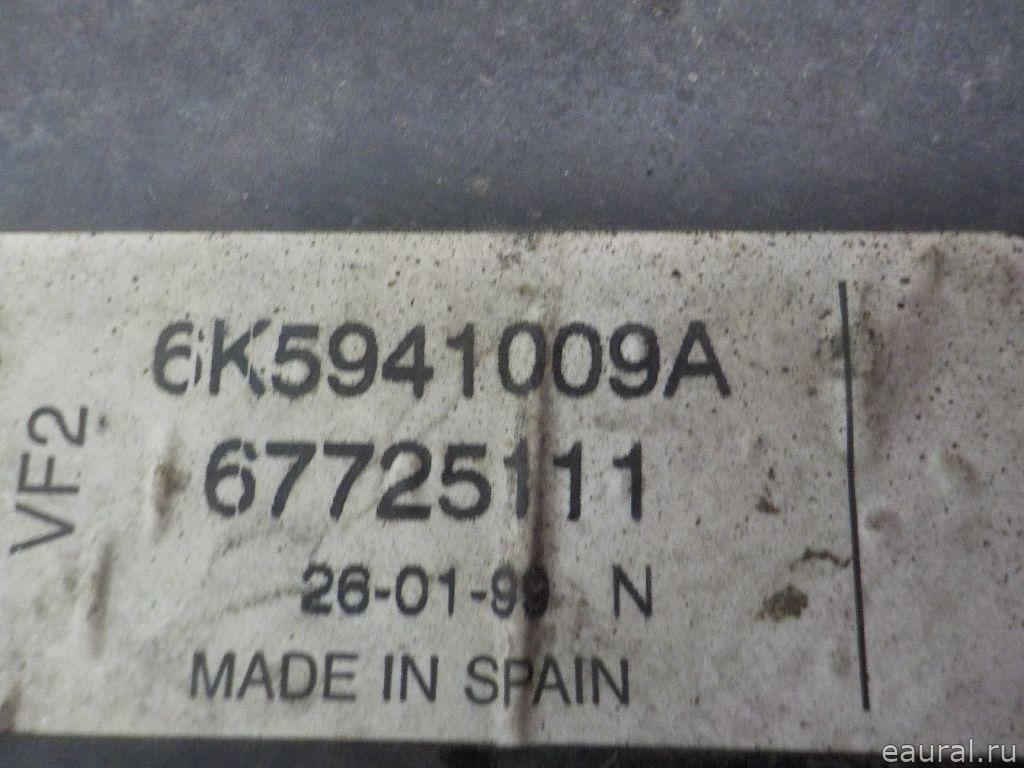 6K5941009A
VF2
67725111
26-01-99 N
MADE IN SPAIN
eaural.ru